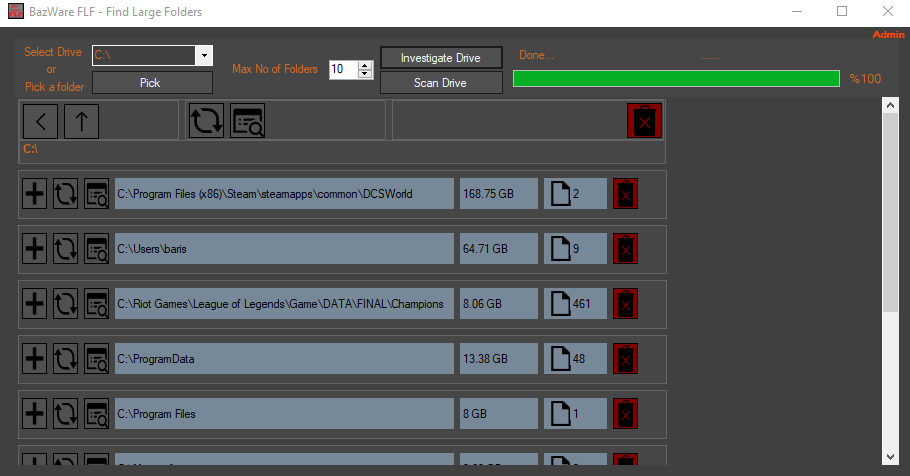 BazWare FLF - Find Large Folders
Admin
Select Drive
or
Pick a folder
C:\
Pick
Max No of Folders
10
Investigate Drive
Scan Drive
Done...
......
%100
C:\
C:\Program Files (x86)\Steam\steamapps\common\DCSWorld
168.75 GB
2
C:\Users\baris
64.71 GB
9
C:\Riot Games\League of Legends\Game\DATA\FINAL\Champions
8.06 GB
461
C:\ProgramData
13.38 GB
48
C:\Program Files
8 GB
1